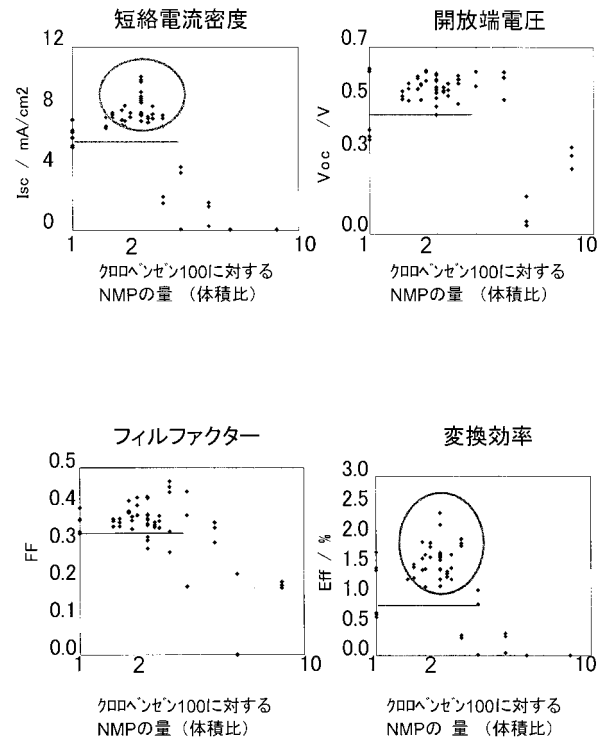 短絡電流密度
12
8
4
0
Isc / mA/cm2
1
2
10
クロロベンゼン100に対する
NMPの量 (体積比)
開放端電圧
0.7
0.5
0.3
0.0
Voc /V
1
2
10
クロロベンゼン100に対する
NMPの量 (体積比)
フィルファクター
0.5
0.4
0.3
0.2
0.1
0.0
FF
1
2
10
クロロベンゼン100に対する
NMPの量 (体積比)
変換効率
3.0
2.5
2.0
1.5
1.0
0.5
0.0
Eff / %
1
2
10
クロロベンゼン100に対する
NMPの 量 (体積比)